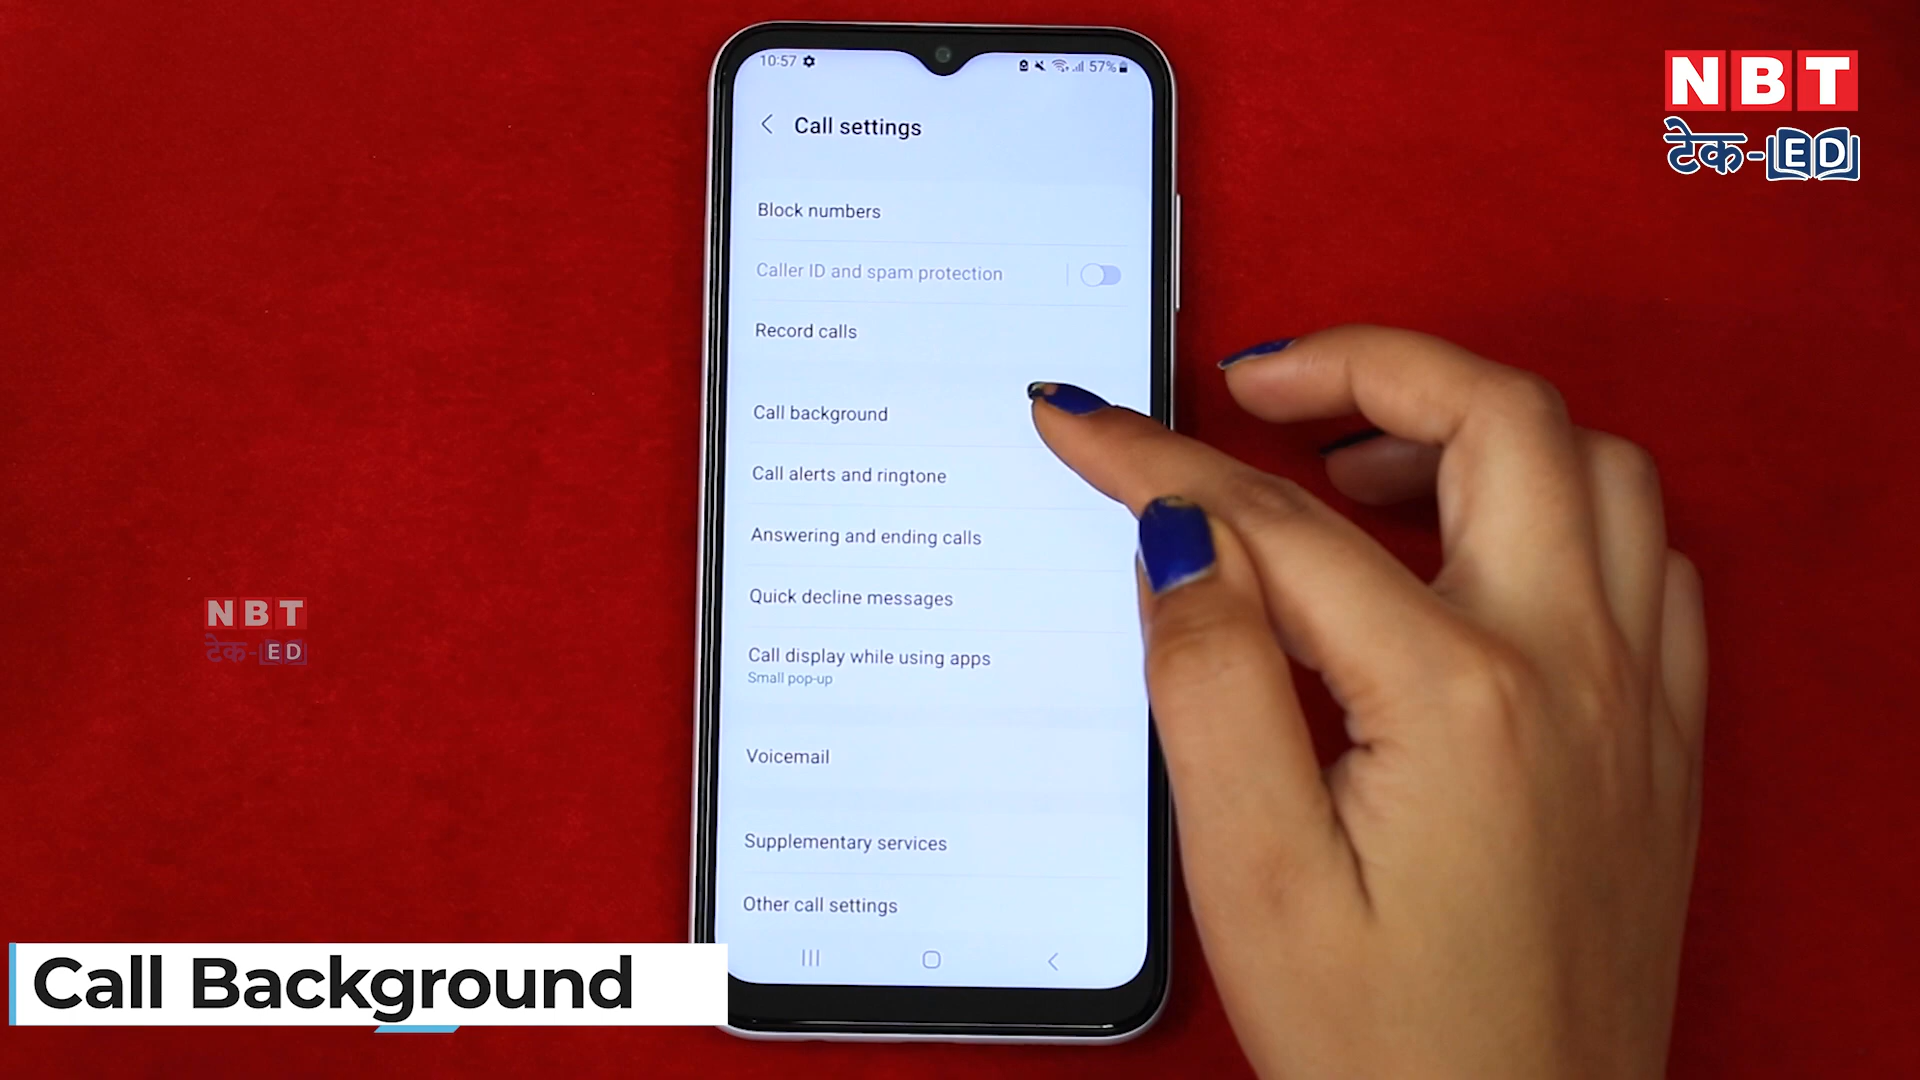 10:57
57%
Call settings
Block numbers
Caller ID and spam protection
Record calls
Call background
Call alerts and ringtone
Answering and ending calls
Quick decline messages
Call display while using apps
Small pop-up
Voicemail
Supplementary services
Other call settings
NBT
टेक-ED
NBT
टेक-ED
Call Background